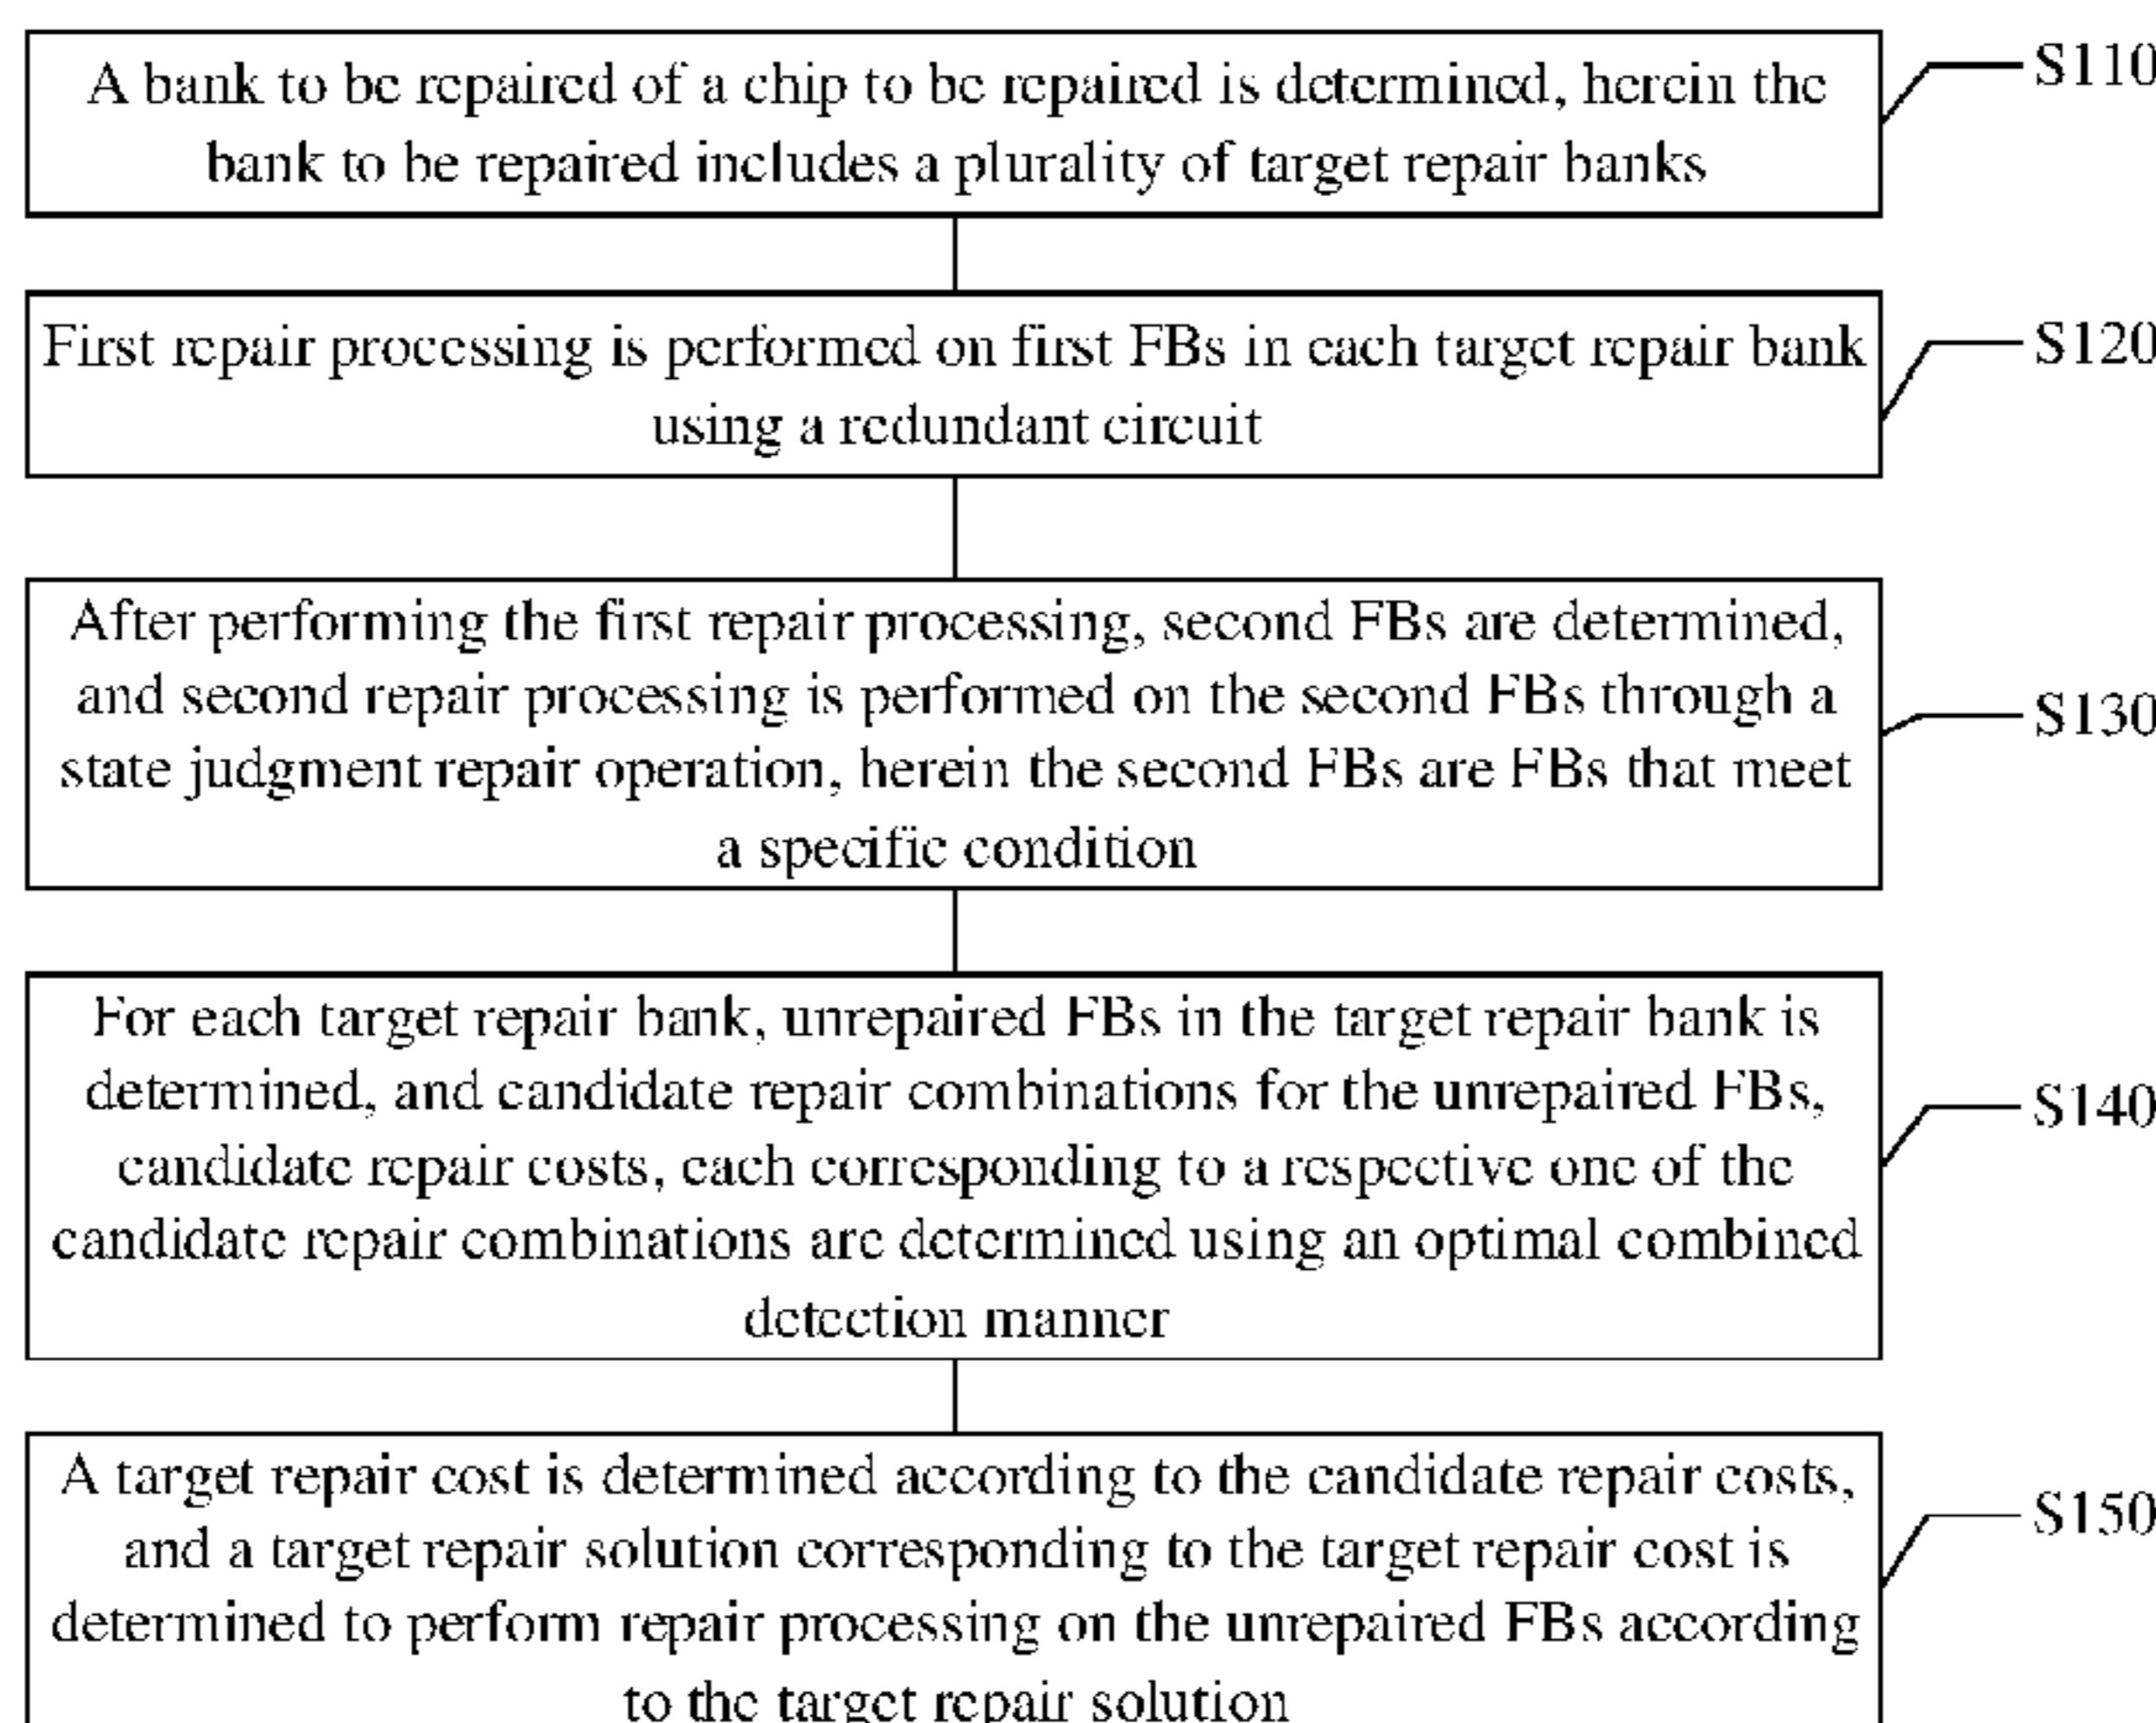 A bank to be repaired of a chip to be repaired is determined, herein the
bank to be repaired includes a plurality of target repair banks
S110
First repair processing is performed on first FBs in each target repair bank
using a redundant circuit
S120
After performing the first repair processing, second FBs are determined,
and second repair processing is performed on the second FBs through a
state judgment repair operation, herein the second FBs are FBs that meet
a specific condition
S130
For each target repair bank, unrepaired FBs in the target repair bank is
determined, and candidate repair combinations for the unrepaired FBs,
candidate repair costs, each corresponding to a respective one of the
candidate repair combinations are determined using an optimal combined
detection manner
S140
A target repair cost is determined according to the candidate repair costs,
and a target repair solution corresponding to the target repair cost is
determined to perform repair processing on the unrepaired FBs according
to the target repair solution
S150